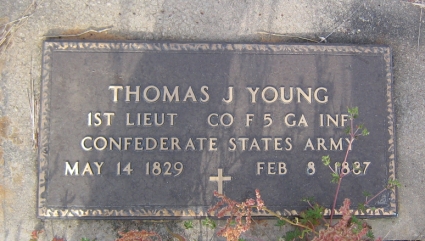 THOMAS J YOUNG
1ST LIEUT CO F 5 GA INF
CONFEDERATE STATES ARMY
MAY 14 1829 FEB 8 1887